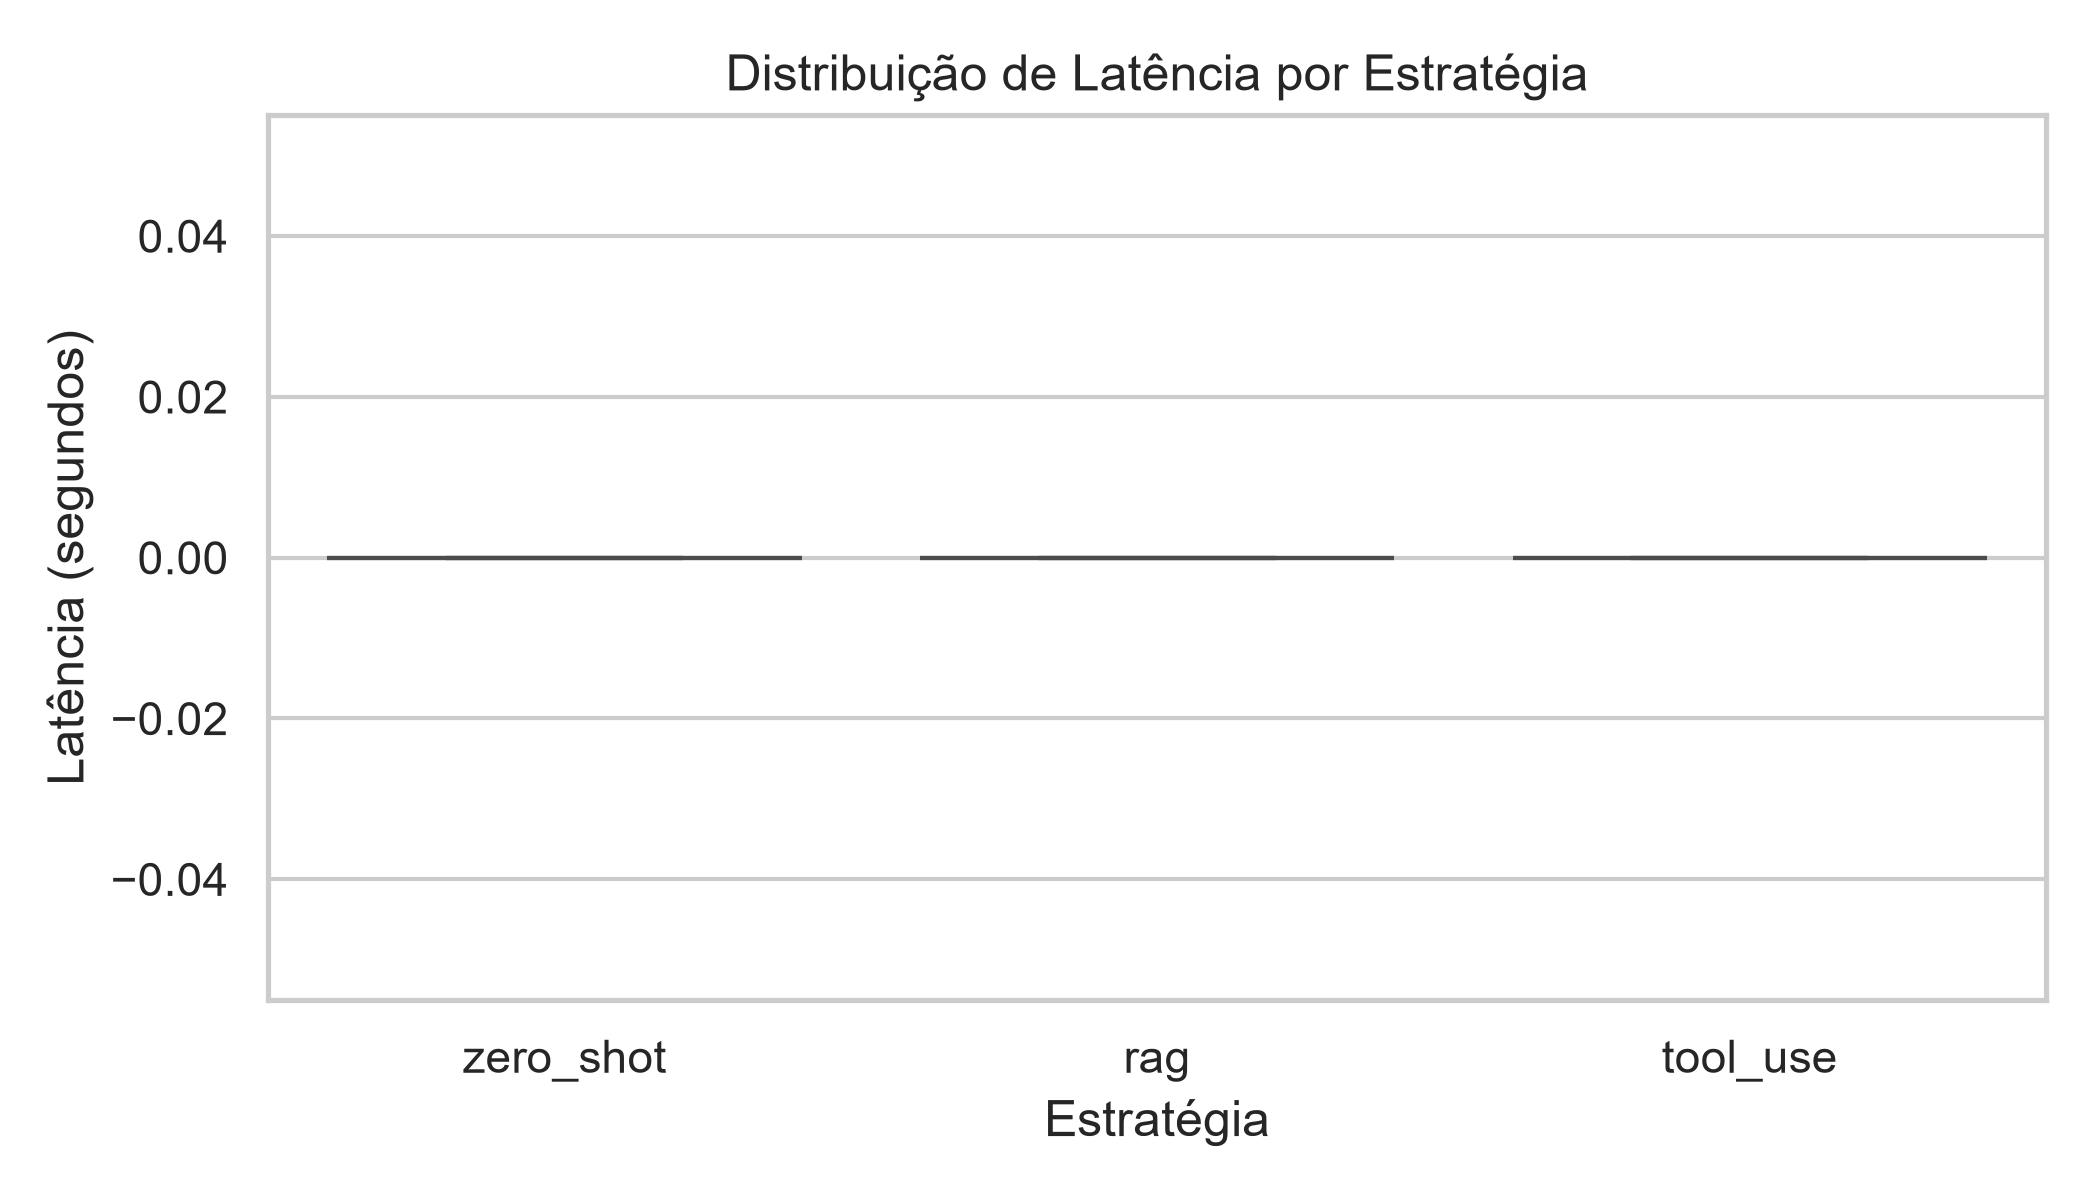 Distribuição de Latência por Estratégia
Latência (segundos)
0.04
0.02
0.00
−0.02
−0.04
zero_shot
rag
tool_use
Estratégia